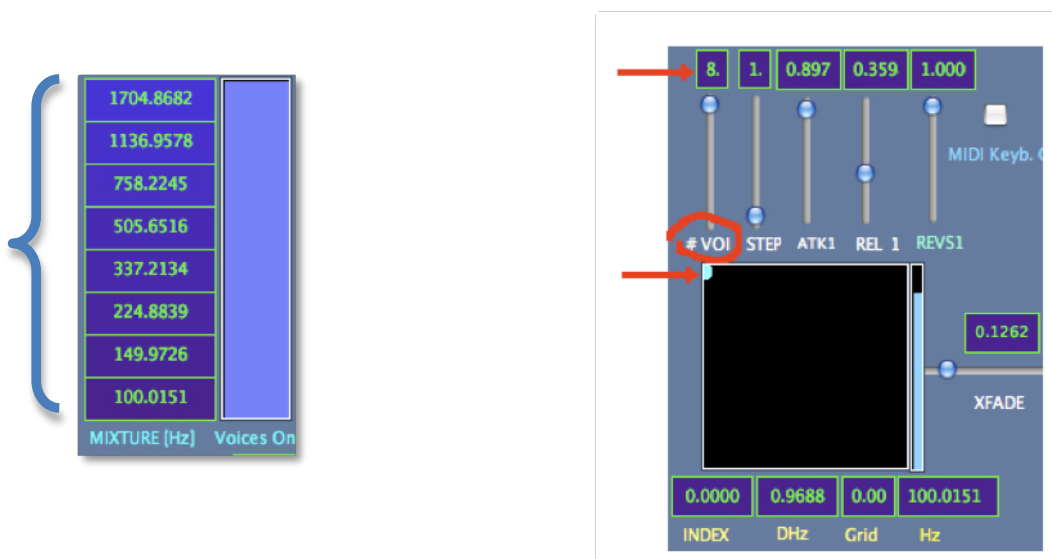 1704.8682
1136.9578
758.2245
505.6516
337.2134
224.8839
149.9726
100.0151
MIXTURE [Hz] Voices On
8. 1. 0.897 0.359 1.000
MIDI Keyb.
# VOI STEP ATK1 REL 1 REVS1
0.1262
XFADE
0.0000 0.9688 0.00 100.0151
INDEX DHz Grid Hz